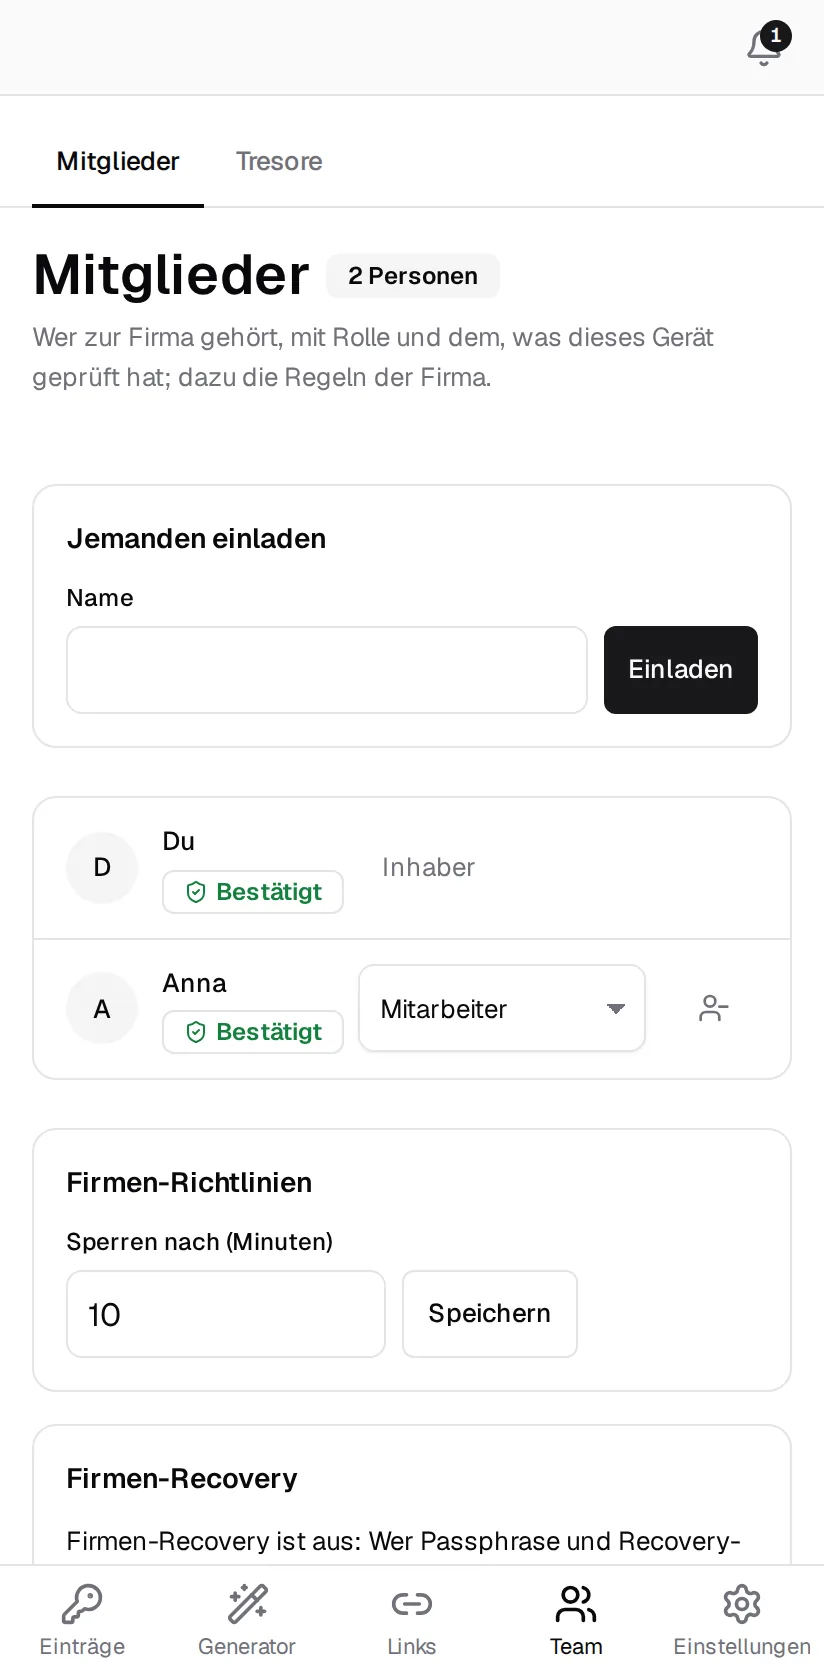 1
Mitglieder
Tresore
Mitglieder
2 Personen
Wer zur Firma gehört, mit Rolle und dem, was dieses Gerät
geprüft hat; dazu die Regeln der Firma.
Jemanden einladen
Name
Einladen
D
Du
Bestätigt
Inhaber
A
Anna
Bestätigt
Mitarbeiter
Firmen-Richtlinien
Sperren nach (Minuten)
10
Speichern
Firmen-Recovery
Firmen-Recovery ist aus: Wer Passphrase und Recovery-
Einträge
Generator
Links
Team
Einstellungen